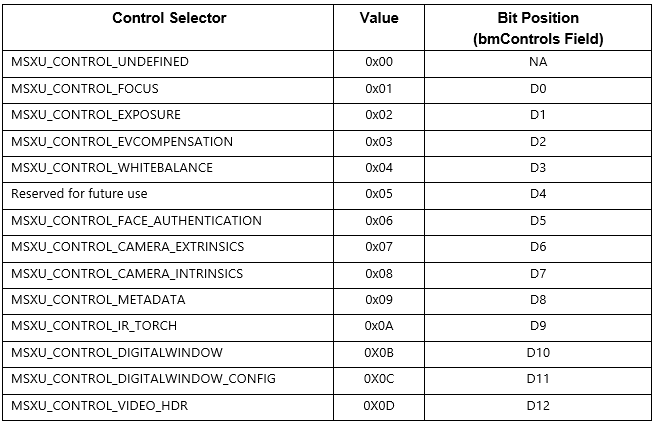 Control Selector Value Bit Position
(bmControls Field)
MSXU_CONTROL_UNDEFINED 0x00 NA
MSXU_CONTROL_FOCUS 0x01 D0
MSXU_CONTROL_EXPOSURE 0x02 D1
MSXU_CONTROL_EVCOMPENSATION 0x03 D2
MSXU_CONTROL_WHITEBALANCE 0x04 D3
Reserved for future use 0x05 D4
MSXU_CONTROL_FACE_AUTHENTICATION 0x06 D5
MSXU_CONTROL_CAMERA_EXTRINSICS 0x07 D6
MSXU_CONTROL_CAMERA_INTRINSICS 0x08 D7
MSXU_CONTROL_METADATA 0x09 D8
MSXU_CONTROL_IR_TORCH 0x0A D9
MSXU_CONTROL_DIGITALWINDOW 0X0B D10
MSXU_CONTROL_DIGITALWINDOW_CONFIG 0X0C D11
MSXU_CONTROL_VIDEO_HDR 0X0D D12